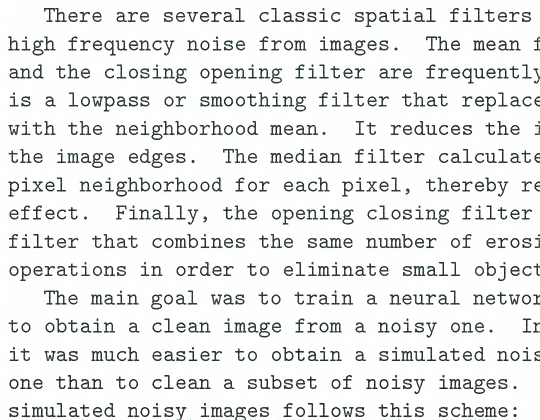 There are several classic spatial filters
high frequency noise from images. The mean f
and the closing opening filter are frequently
is a lowpass or smoothing filter that replace
with the neighborhood mean. It reduces the i
the image edges. The median filter calculate
pixel neighborhood for each pixel, thereby re
effect. Finally, the opening closing filter
filter that combines the same number of erosi
operations in order to eliminate small object
The main goal was to train a neural networ
to obtain a clean image from a noisy one. In
it was much easier to obtain a simulated nois
one than to clean a subset of noisy images.
simulated noisy images follows this scheme: